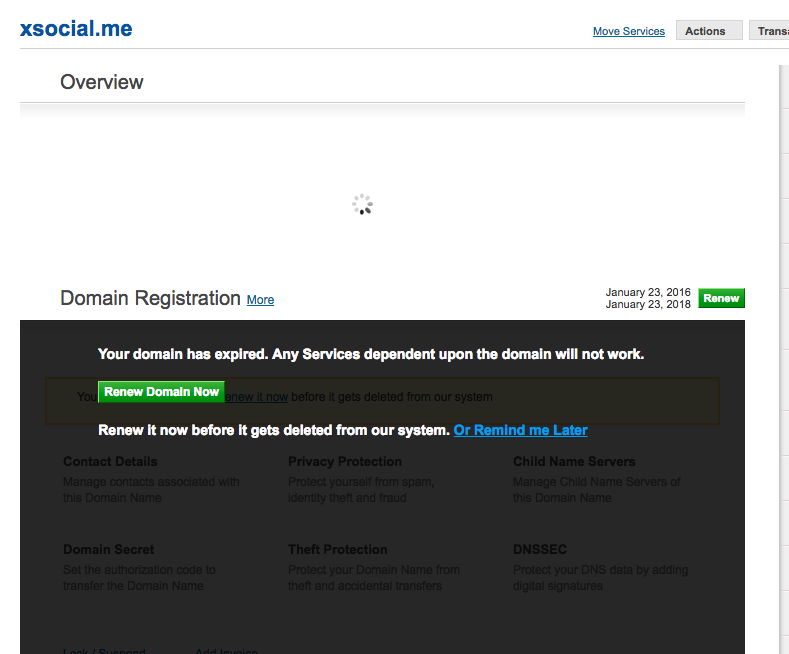 xsocial.me
Move Services Actions
Overview
Domain Registration More
January 23, 2016
January 23, 2018
Renew
Your domain has expired. Any Services dependent upon the domain will not work.
Renew Domain Now
renew it now before it gets deleted from our system
Renew it now before it gets deleted from our system. Or Remind me Later
Contact Details
Manage contacts associated with
this Domain Name
Privacy Protection
Protect yourself from spam,
identity theft and fraud
Child Name Servers
Manage Child Name Servers of
this Domain Name
Domain Secret
Set the authorization code to
transfer the Domain Name
Theft Protection
Protect your Domain Name from
theft and accidental transfers
DNSSEC
Protect your DNS data by adding
digital signatures
Lock / Suspend Add Invoice